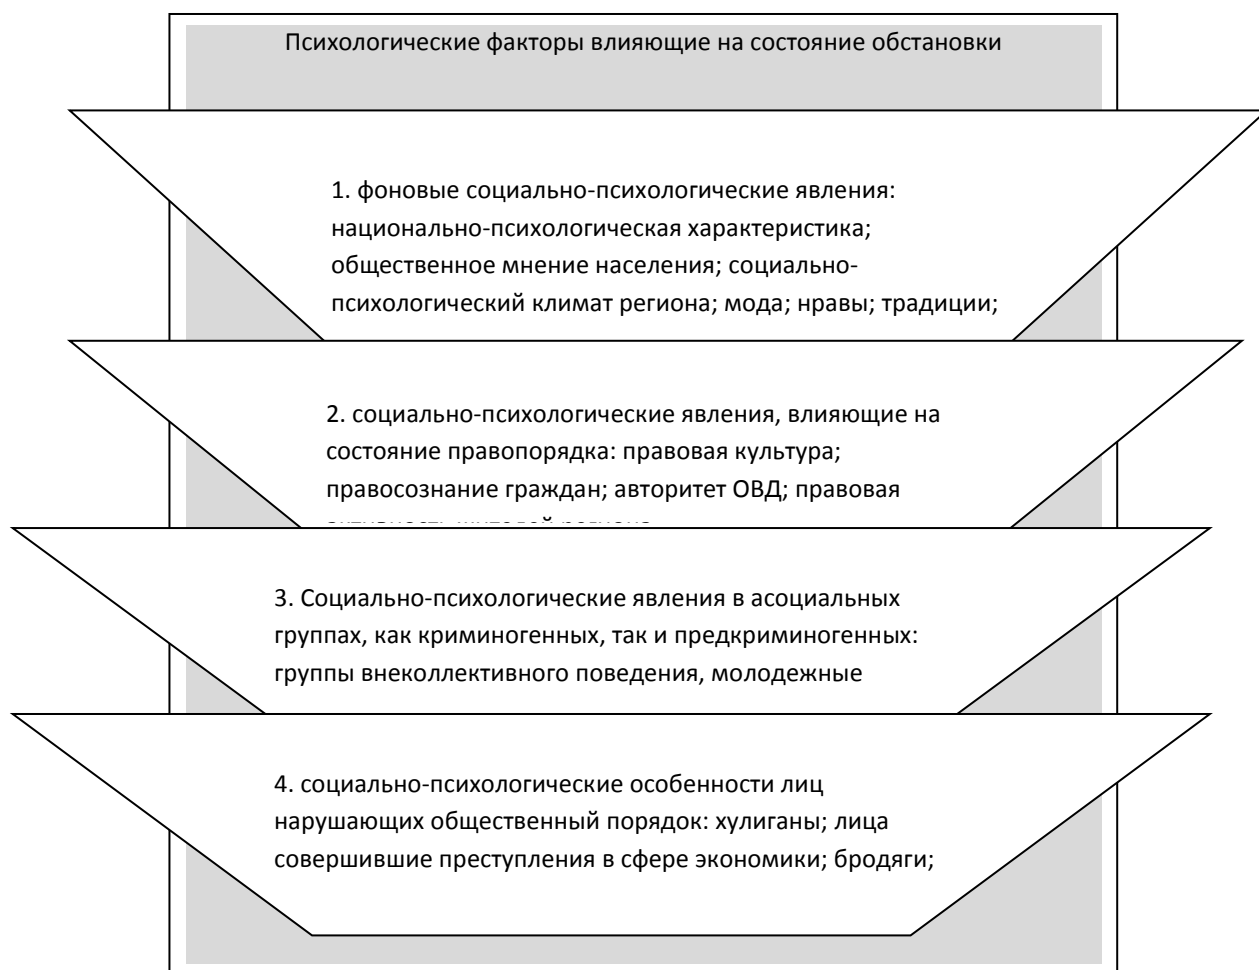 Психологические факторы влияющие на состояние обстановки
1. фоновые социально-психологические явления:
национально-психологическая характеристика;
общественное мнение населения; социально-
психологический климат региона; мода; нравы; традиции;
2. социально-психологические явления, влияющие на
состояние правопорядка: правовая культура;
правосознание граждан; авторитет ОВД; правовая
3. Социально-психологические явления в асоциальных
группах, как криминогенных, так и предкриминогенных:
группы внеколлективного поведения, молодежные
4. социально-психологические особенности лиц
нарушающих общественный порядок: хулиганы; лица
совершившие преступления в сфере экономики; бродяги;